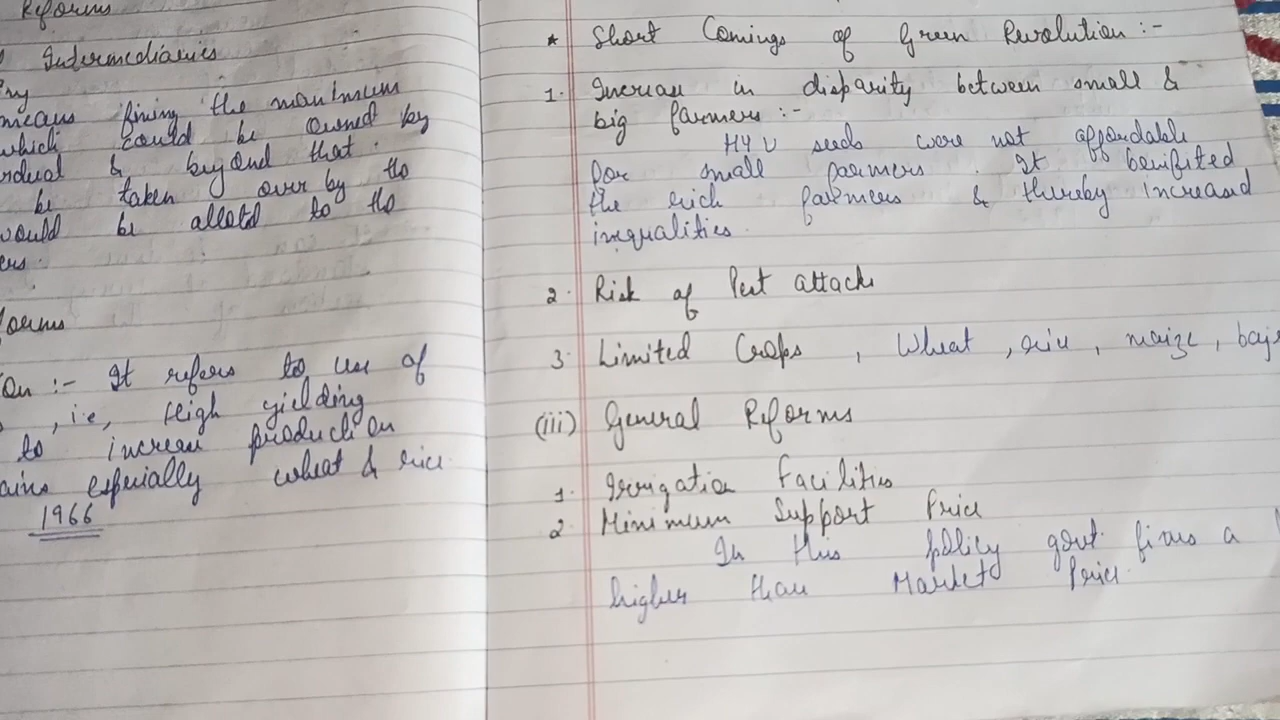 Reforms
Intermediaries
means fixing the maximum
which could be owned by
& beyond that.
be taken over by the
would be alloted to the
:- It refers to use of
, i.e., High yielding
to increase production
especially wheat & rice
1966
* Short Comings of Green Revolution :-
1. Increase in disparity between small &
big farmers :-
HYV seeds were not affordable
for small farmers. It benifited
the rich farmers & thereby increased
inequalities.
2. Risk of Pest attack
3. Limited Crops, Wheat, rice, maize,
(iii) General Reforms
1. Irrigation Facilities
2. Minimum Support Price
In this policy govt. fixes a
higher than Market Price.